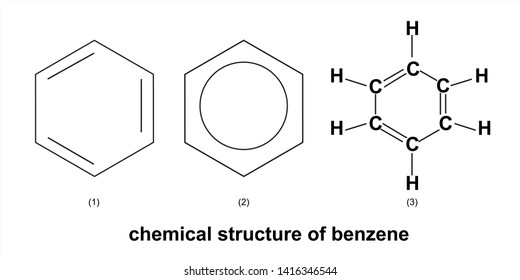 H
H C H
C C
H C C H
C
H
(1) (2) (3)
chemical structure of benzene
shutterstock.com · 1416346544